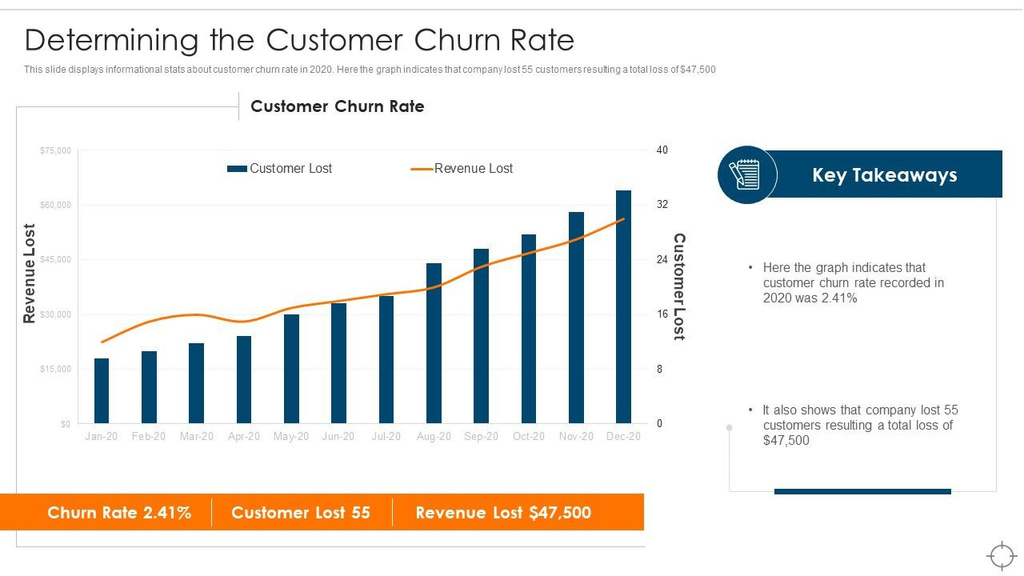 Determining the Customer Churn Rate
This slide displays informational stats about customer churn rate in 2020. Here the graph indicates that company lost 55 customers resulting a total loss of $47,500
Customer Churn Rate
Customer Lost
Revenue Lost
$75,000
$60,000
$45,000
$30,000
$15,000
$0
Revenue Lost
40
32
24
16
8
0
Customer Lost
Jan-20 Feb-20 Mar-20 Apr-20 May-20 Jun-20 Jul-20 Aug-20 Sep-20 Oct-20 Nov-20 Dec-20
Churn Rate 2.41% Customer Lost 55 Revenue Lost $47,500
Key Takeaways
• Here the graph indicates that
customer churn rate recorded in
2020 was 2.41%
• It also shows that company lost 55
customers resulting a total loss of
$47,500